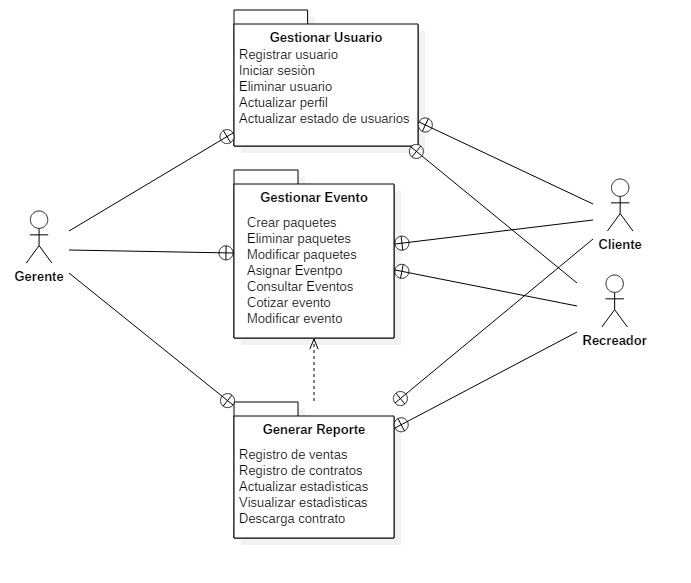 Gestionar Usuario
Registrar usuario
Iniciar sesiòn
Eliminar usuario
Actualizar perfil
Actualizar estado de usuarios
Gestionar Evento
Crear paquetes
Eliminar paquetes
Modificar paquetes
Asignar Eventpo
Consultar Eventos
Cotizar evento
Modificar evento
Gerente
Cliente
Recreador
Generar Reporte
Registro de ventas
Registro de contratos
Actualizar estadìsticas
Visualizar estadìsticas
Descarga contrato